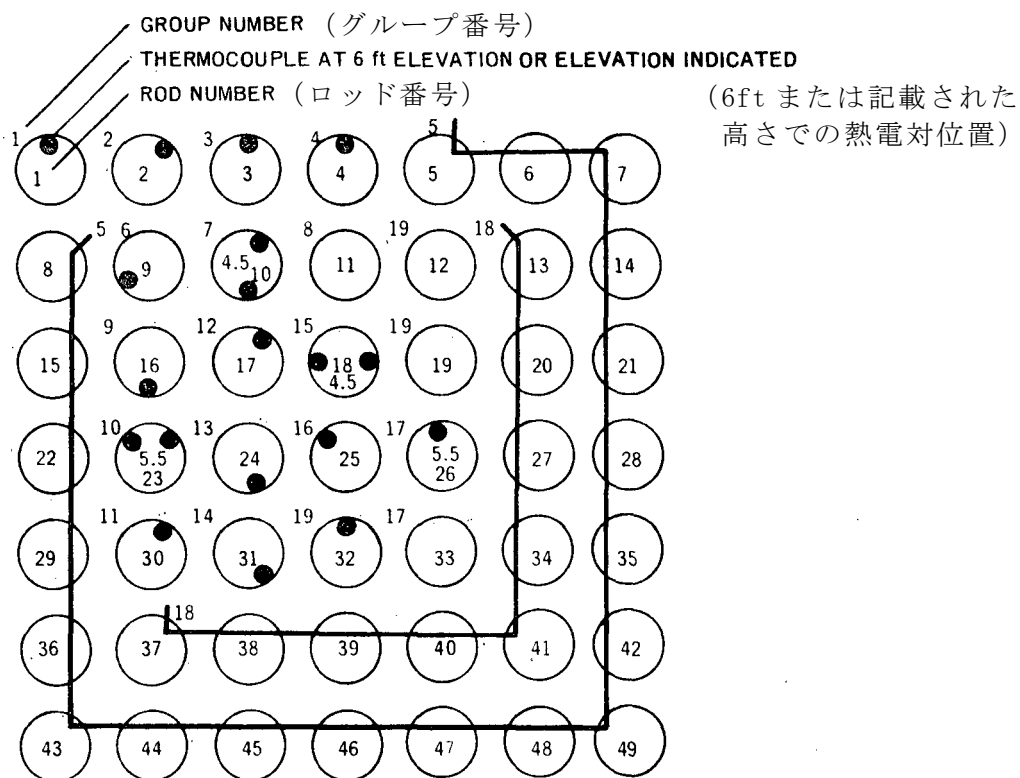 GROUP NUMBER (グループ番号)
THERMOCOUPLE AT 6 ft ELEVATION OR ELEVATION INDICATED
ROD NUMBER (ロッド番号)
(6ft または記載された
高さでの熱電対位置)
1 2 3 4 5
1 2 3 4 5 6 7
5 6 7 8 19 18
8 9 4.5 10 11 12 13 14
9 12 15 19
15 16 17 18 4.5 19 20 21
10 13 16 17
22 5.5 23 24 25 5.5 26 27 28
11 14 19 17
29 30 31 32 33 34 35
18
36 37 38 39 40 41 42
43 44 45 46 47 48 49